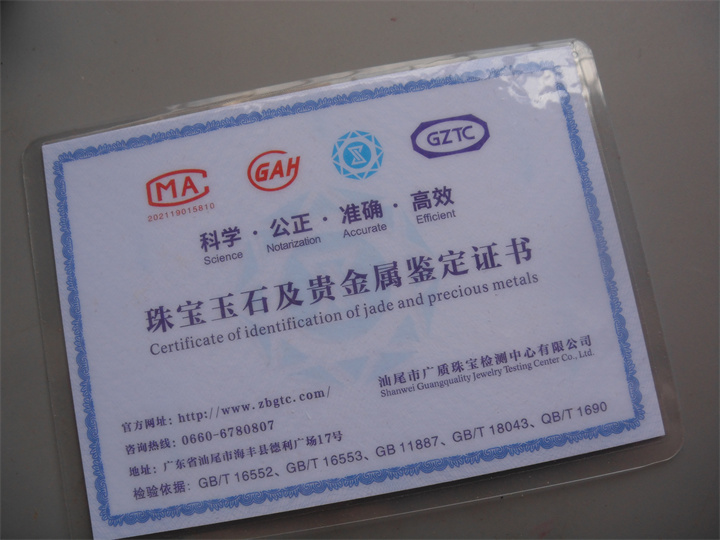 MA GAH GZTC
202119015810
科学·公正·准确·高效
Science Notarization Accurate Efficient
珠宝玉石及贵金属鉴定证书
Certificate of identification of jade and precious metals
汕尾市广质珠宝检测中心有限公司
Shanwei Guangquality Jewelry Testing Center Co., Ltd.
官方网址：http://www.zbgtc.com/
咨询热线：0660-6780807
地址：广东省汕尾市海丰县德利广场17号
检验依据：GB/T 16552、GB/T 16553、GB 11887、GB/T 18043、QB/T 1690